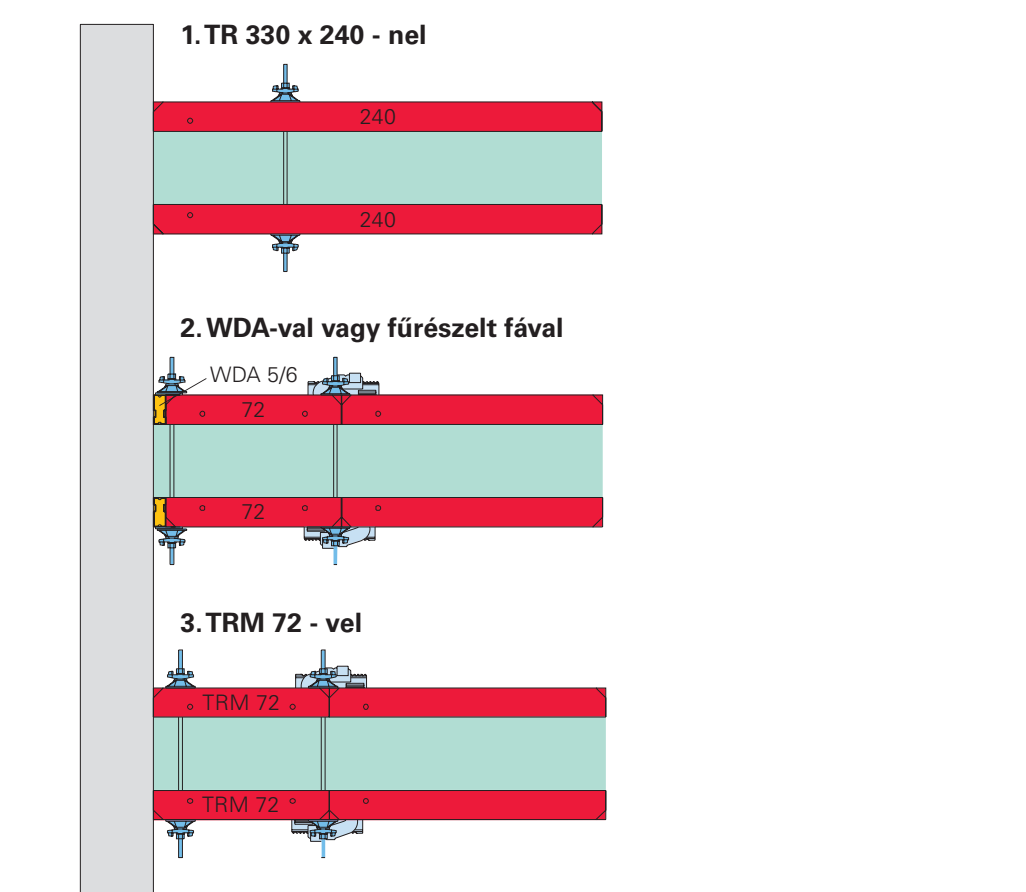 1. TR 330 x 240 - nel
240
240
2. WDA-val vagy fűrészelt fával
WDA 5/6
72
72
3. TRM 72 - vel
TRM 72
TRM 72